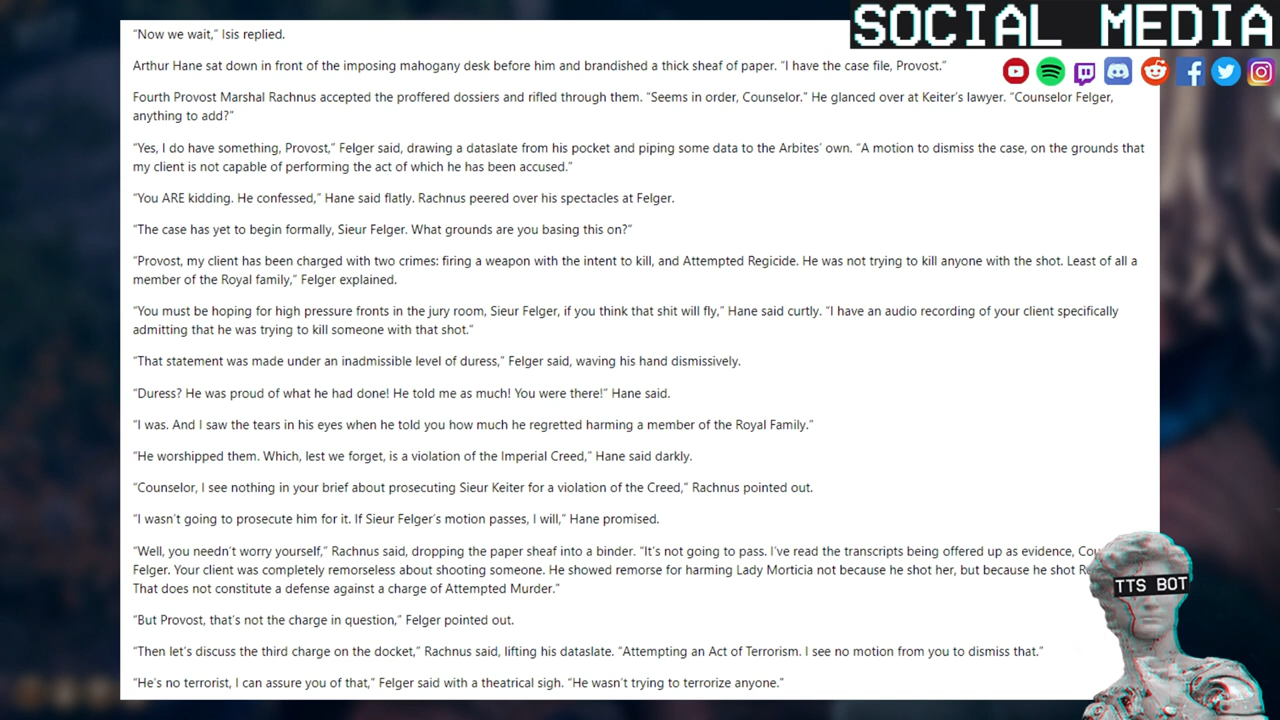 SOCIAL MEDIA
“Now we wait,” Isis replied.
Arthur Hane sat down in front of the imposing mahogany desk before him and brandished a thick sheaf of paper. “I have the case file, Provost.”
Fourth Provost Marshal Rachnus accepted the proffered dossiers and rifled through them. “Seems in order, Counselor.” He glanced over at Keiter’s lawyer. “Counselor Felger,
anything to add?”
“Yes, I do have something, Provost,” Felger said, drawing a dataslate from his pocket and piping some data to the Arbites’ own. “A motion to dismiss the case, on the grounds that
my client is not capable of performing the act of which he has been accused.”
“You ARE kidding. He confessed,” Hane said flatly. Rachnus peered over his spectacles at Felger.
“The case has yet to begin formally, Sieur Felger. What grounds are you basing this on?”
“Provost, my client has been charged with two crimes: firing a weapon with the intent to kill, and Attempted Regicide. He was not trying to kill anyone with the shot. Least of all a
member of the Royal family,” Felger explained.
“You must be hoping for high pressure fronts in the jury room, Sieur Felger, if you think that shit will fly,” Hane said curtly. “I have an audio recording of your client specifically
admitting that he was trying to kill someone with that shot.”
“That statement was made under an inadmissible level of duress,” Felger said, waving his hand dismissively.
“Duress? He was proud of what he had done! He told me as much! You were there!” Hane said.
“I was. And I saw the tears in his eyes when he told you how much he regretted harming a member of the Royal Family.”
“He worshipped them. Which, lest we forget, is a violation of the Imperial Creed,” Hane said darkly.
“Counselor, I see nothing in your brief about prosecuting Sieur Keiter for a violation of the Creed,” Rachnus pointed out.
“I wasn’t going to prosecute him for it. If Sieur Felger’s motion passes, I will,” Hane promised.
“Well, you needn’t worry yourself,” Rachnus said, dropping the paper sheaf into a binder. “It’s not going to pass. I’ve read the transcripts being offered up as evidence,
Felger. Your client was completely remorseless about shooting someone. He showed remorse for harming Lady Morticia not because he shot her, but because he shot
That does not constitute a defense against a charge of Attempted Murder.”
“But Provost, that’s not the charge in question,” Felger pointed out.
“Then let’s discuss the third charge on the docket,” Rachnus said, lifting his dataslate. “Attempting an Act of Terrorism. I see no motion from you to dismiss that.”
“He’s no terrorist, I can assure you of that,” Felger said with a theatrical sigh. “He wasn’t trying to terrorize anyone.”
TTS BOT